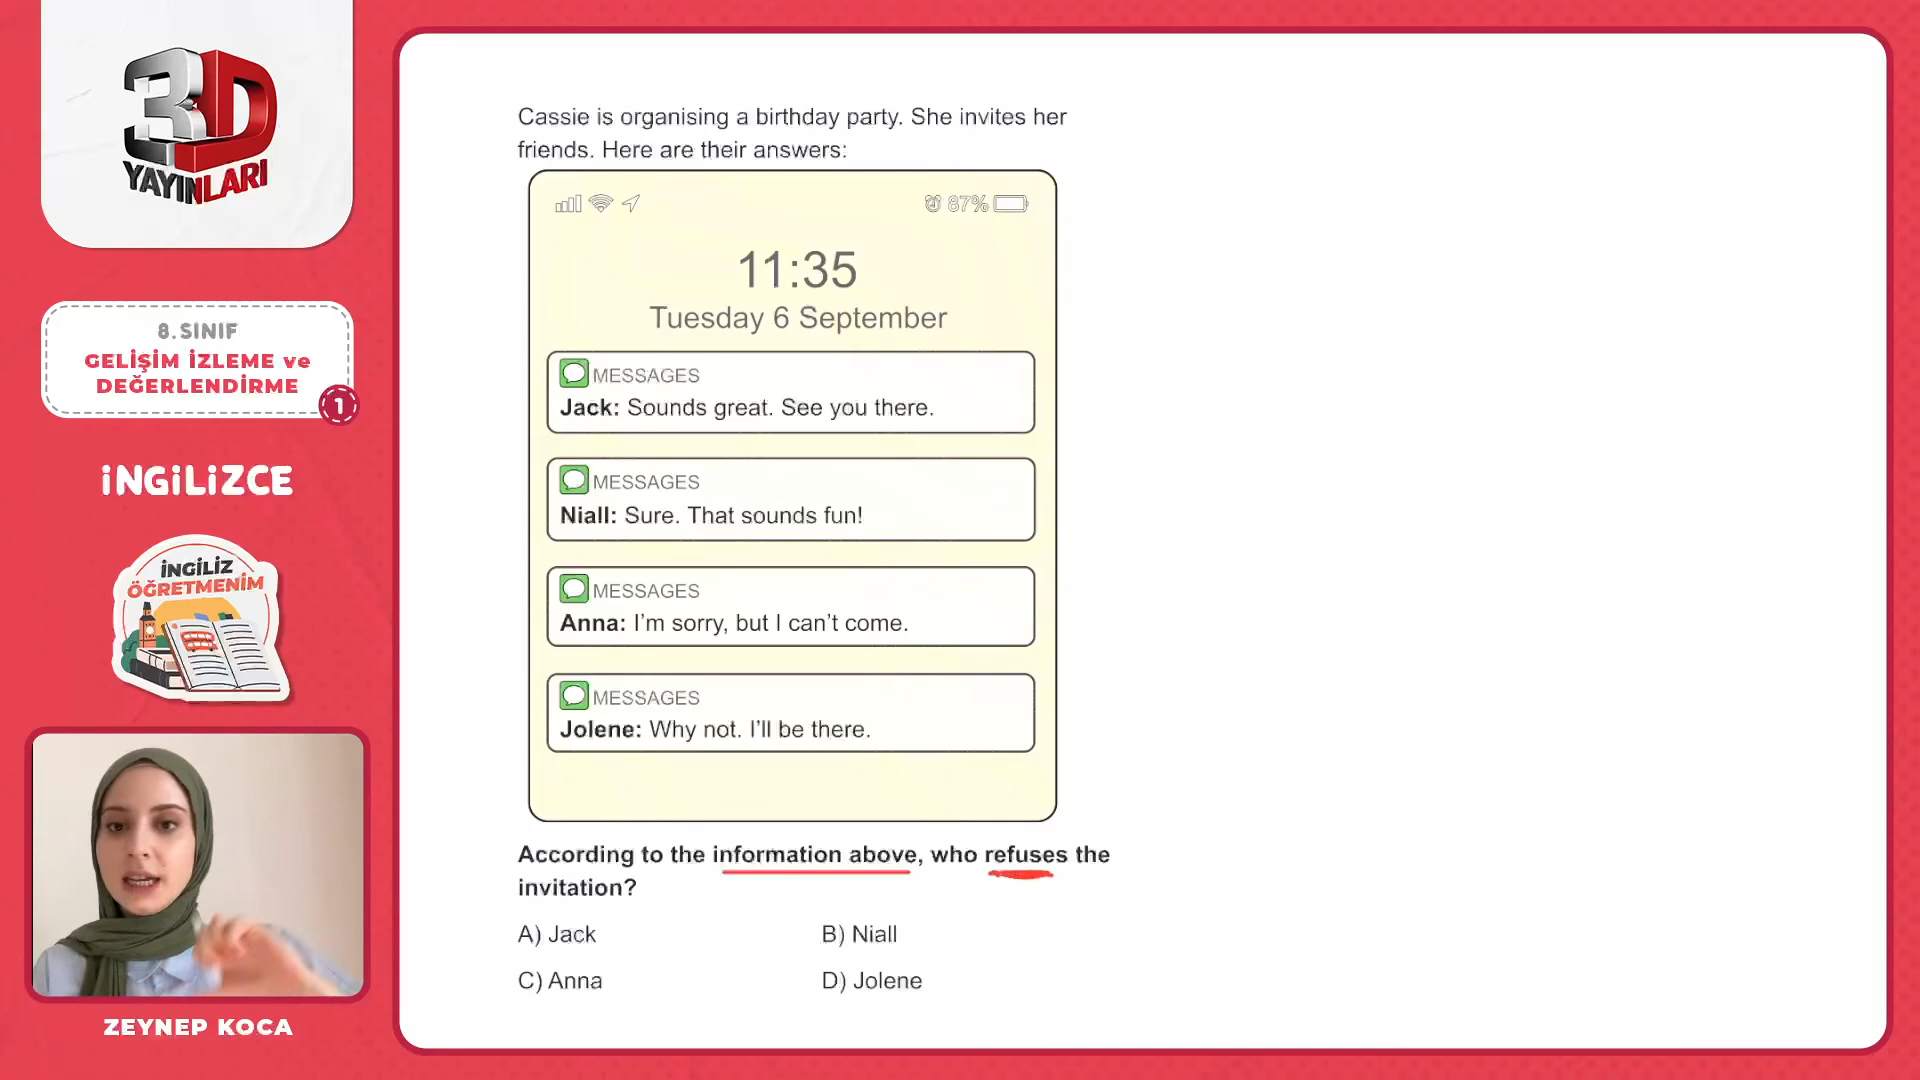 3D
YAYINLARI
8.SINIF
GELİŞİM İZLEME ve
DEĞERLENDİRME
1
İNGİLİZCE
İNGİLİZ
ÖĞRETMENİM
ZEYNEP KOCA
Cassie is organising a birthday party. She invites her
friends. Here are their answers:
87%
11:35
Tuesday 6 September
MESSAGES
Jack: Sounds great. See you there.
MESSAGES
Niall: Sure. That sounds fun!
MESSAGES
Anna: I’m sorry, but I can’t come.
MESSAGES
Jolene: Why not. I’ll be there.
According to the information above, who refuses the
invitation?
A) Jack
B) Niall
C) Anna
D) Jolene